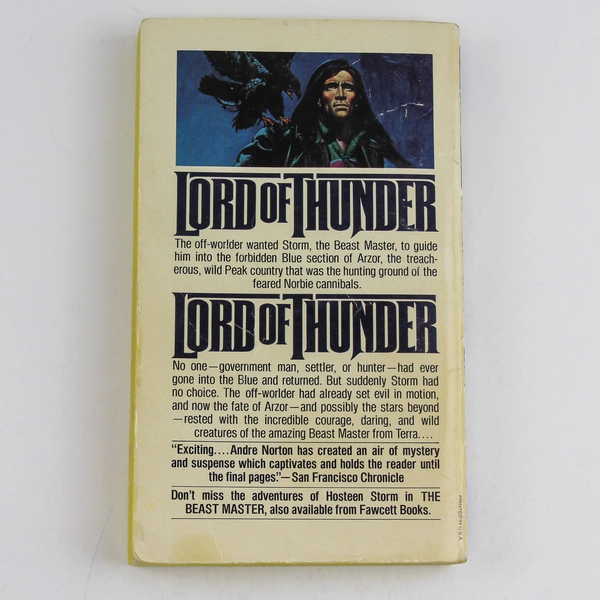 LORD OF THUNDER
The off-worlder wanted Storm, the Beast Master, to guide
him into the forbidden Blue section of Arzor, the treach-
erous, wild Peak country that was the hunting ground of the
feared Norbie cannibals.
LORD OF THUNDER
No one—government man, settler, or hunter—had ever
gone into the Blue and returned. But suddenly Storm had
no choice. The off-worlder had already set evil in motion,
and now the fate of Arzor—and possibly the stars beyond
—rested with the incredible courage, daring, and wild
creatures of the amazing Beast Master from Terra....
"Exciting....Andre Norton has created an air of mystery
and suspense which captivates and holds the reader until
the final pages."—San Francisco Chronicle
Don't miss the adventures of Hosteen Storm in THE
BEAST MASTER, also available from Fawcett Books.
PRINTED IN U.S.A.